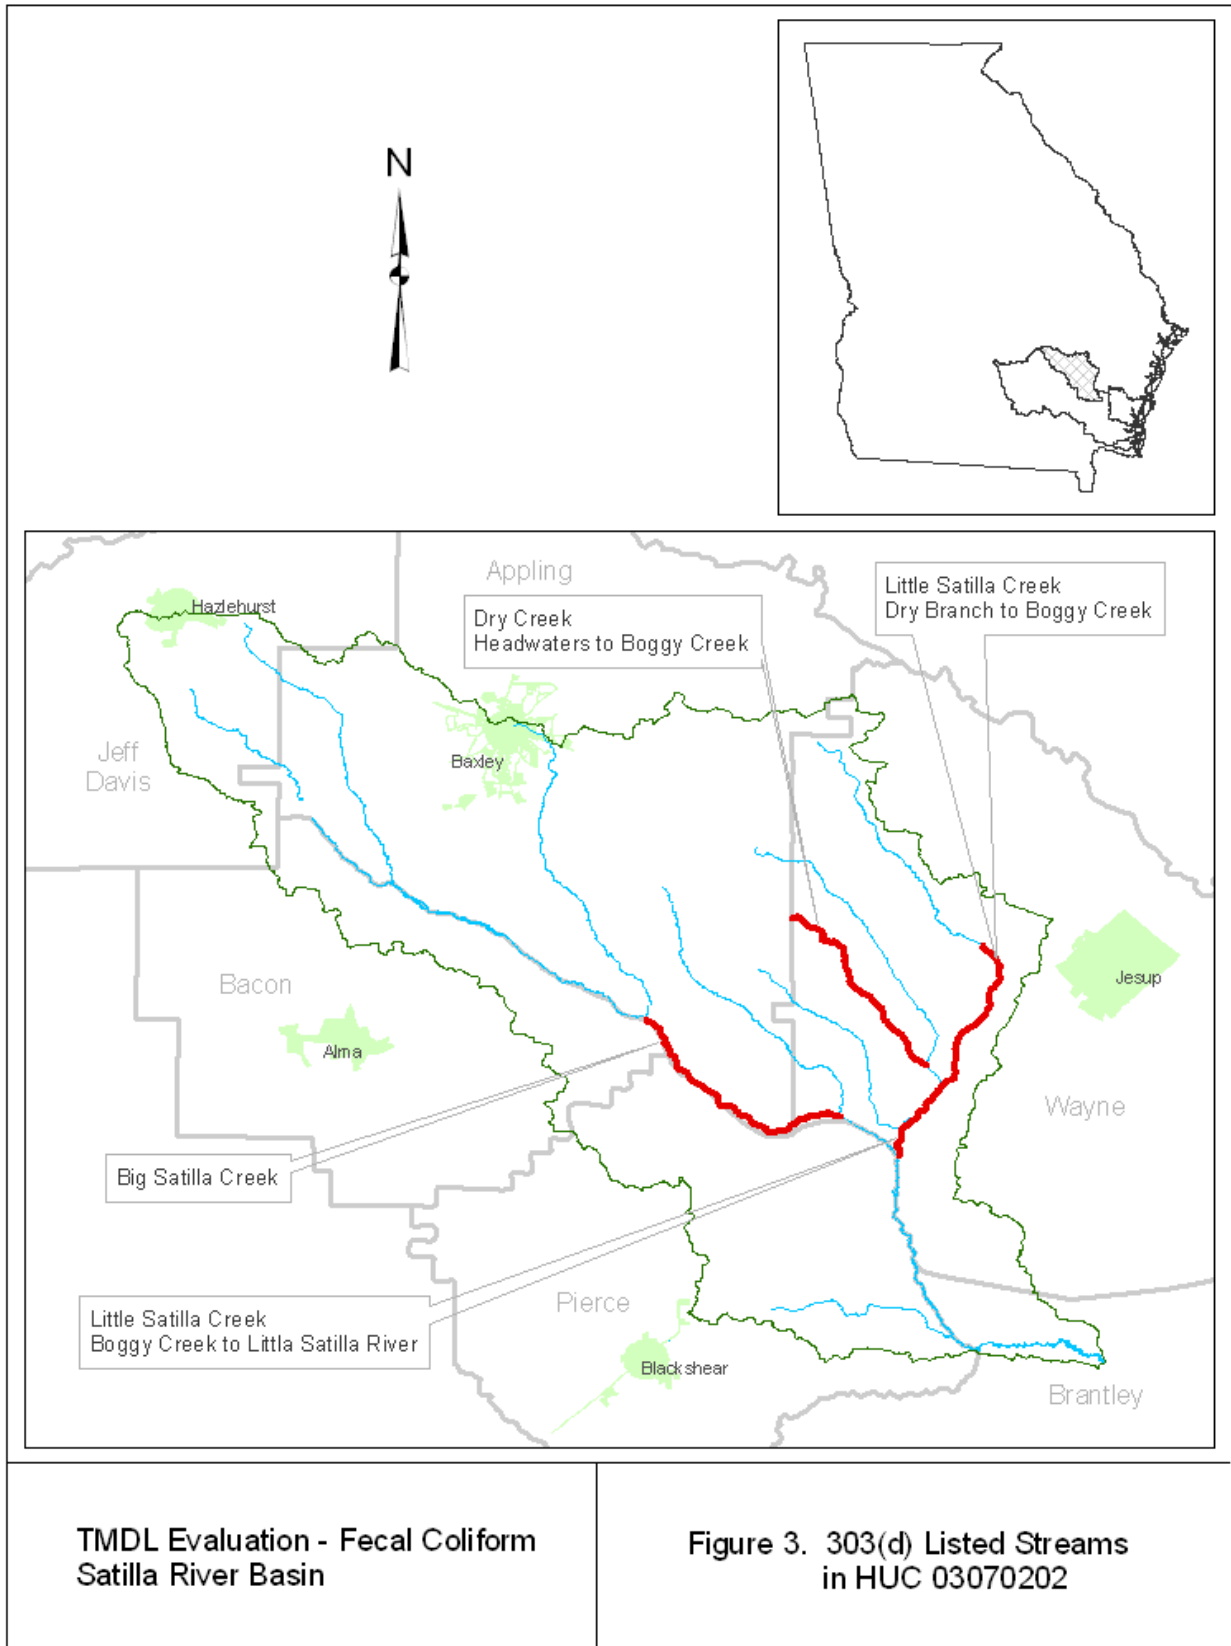 N
Appling
Hazlehurst
Dry Creek
Headwaters to Boggy Creek
Little Satilla Creek
Dry Branch to Boggy Creek
Jeff
Davis
Baxley
Bacon
Alma
Jesup
Wayne
Big Satilla Creek
Little Satilla Creek
Boggy Creek to Littla Satilla River
Pierce
Blackshear
Brantley
TMDL Evaluation - Fecal Coliform
Satilla River Basin
Figure 3. 303(d) Listed Streams
in HUC 03070202